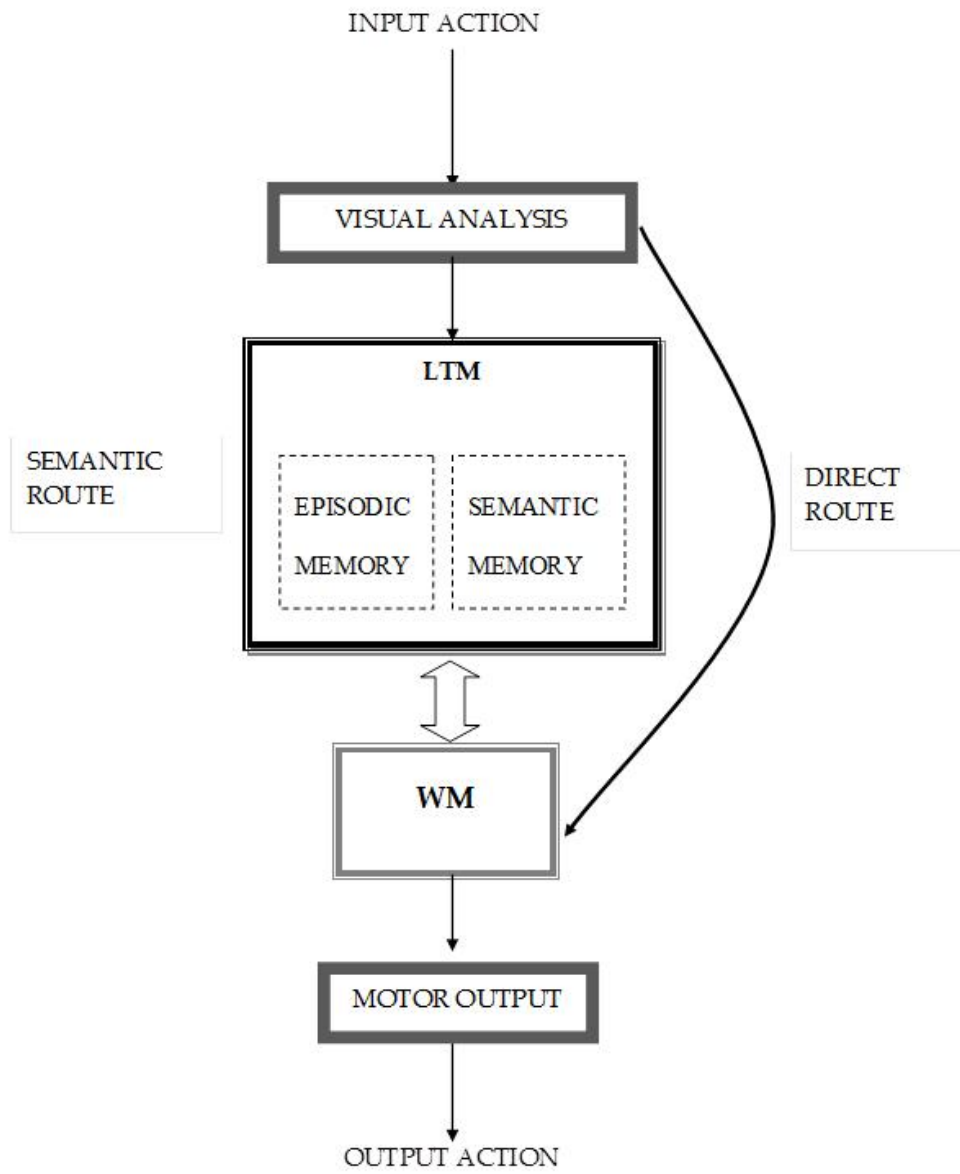 INPUT ACTION
VISUAL ANALYSIS
LTM
SEMANTIC
ROUTE
EPISODIC
MEMORY
SEMANTIC
MEMORY
DIRECT
ROUTE
WM
MOTOR OUTPUT
OUTPUT ACTION